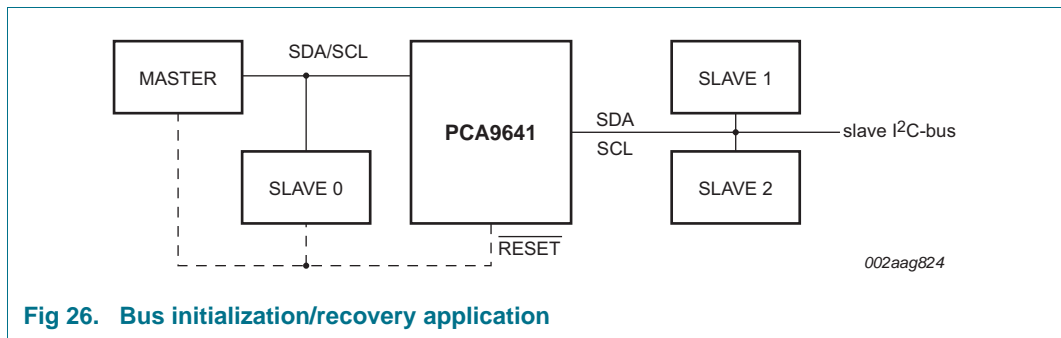 SDA/SCL
MASTER
SLAVE 0
PCA9641
RESET
SDA
SCL
SLAVE 1
SLAVE 2
slave I²C-bus
002aag824
Fig 26. Bus initialization/recovery application